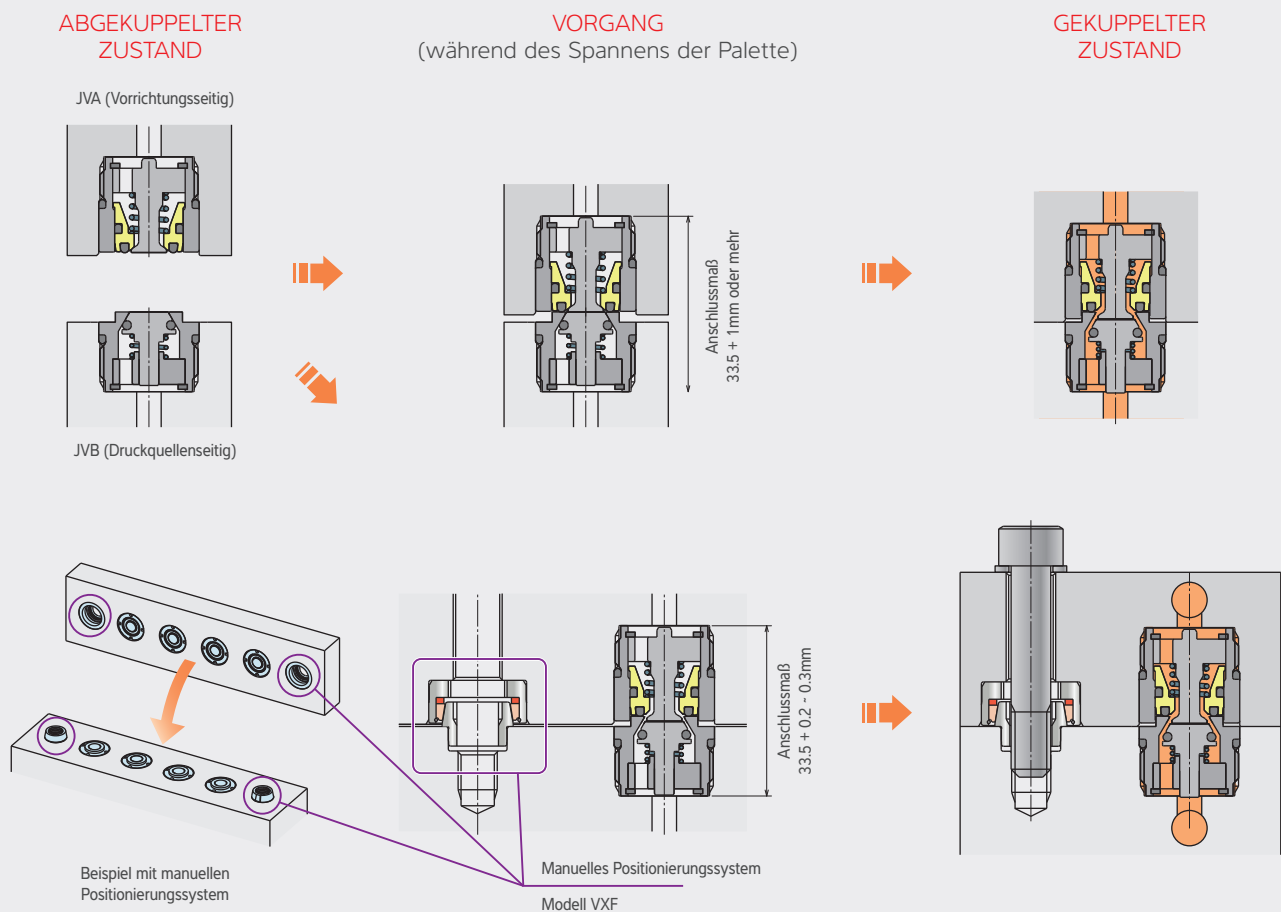 ABGEKUPPELTER
ZUSTAND
VORGANG
(während des Spannens der Palette)
GEKUPPELTER
ZUSTAND
JVA (Vorrichtungsseitig)
Anschlussmaß
33.5 + 1mm oder mehr
JVB (Druckquellenseitig)
Anschlussmaß
33.5 + 0.2 - 0.3mm
Beispiel mit manuellen
Positionierungssystem
Manuelles Positionierungssystem
Modell VXF